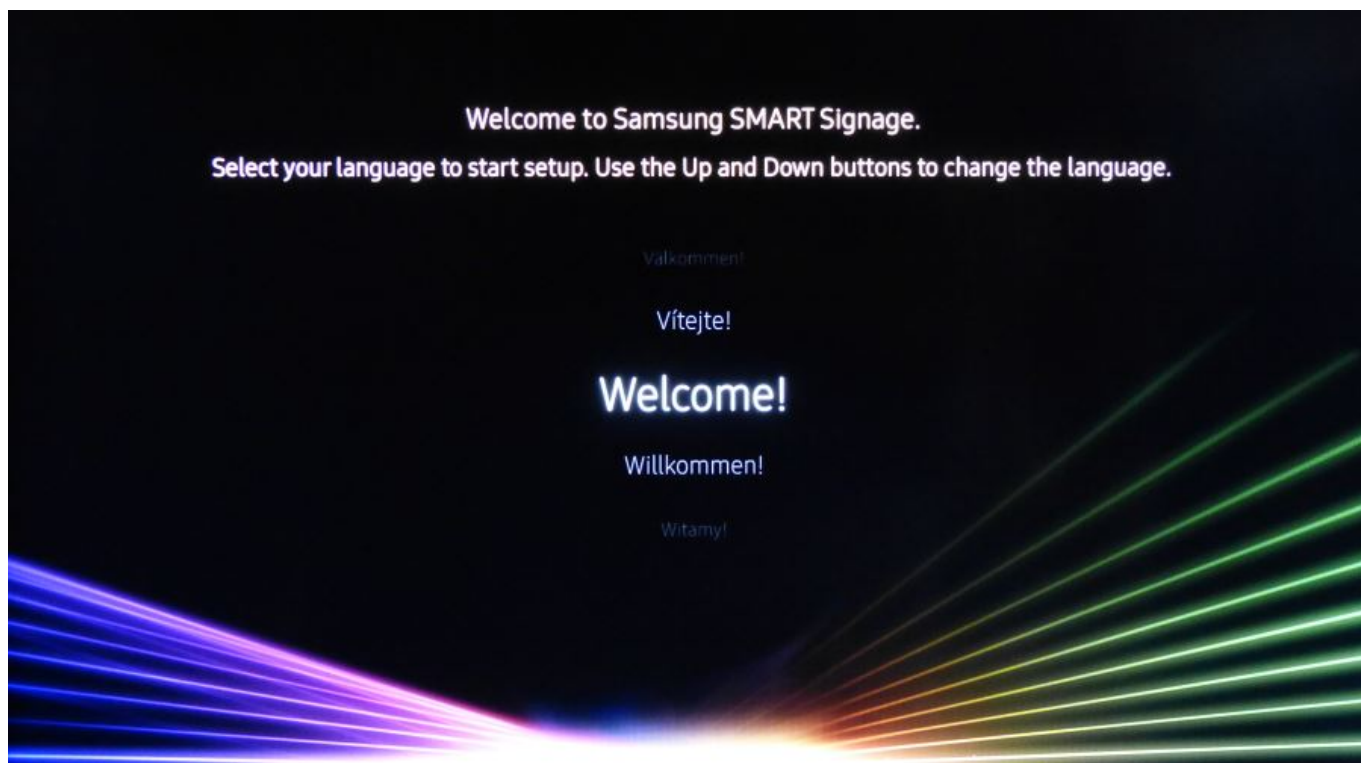 Welcome to Samsung SMART Signage.
Select your language to start setup. Use the Up and Down buttons to change the language.
Välkommen!
Vítejte!
Welcome!
Willkommen!
Witamy!